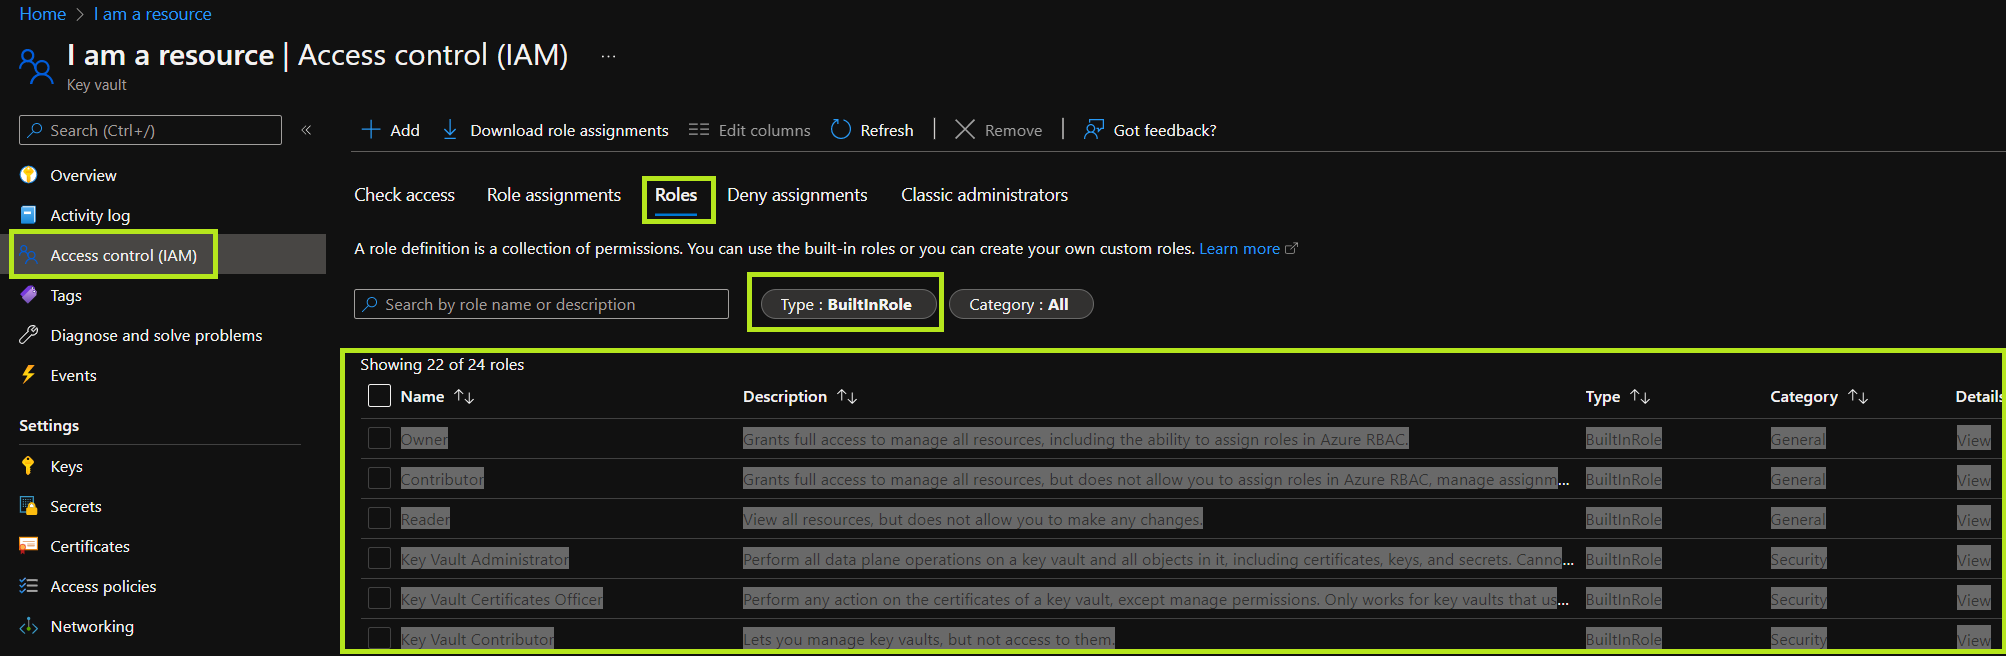 Home > I am a resource
I am a resource | Access control (IAM) ...
Key vault
Search (Ctrl+/) «
Overview
Activity log
Access control (IAM)
Tags
Diagnose and solve problems
Events
Settings
Keys
Secrets
Certificates
Access policies
Networking
Add Download role assignments Edit columns Refresh | Remove | Got feedback?
Check access Role assignments Roles Deny assignments Classic administrators
A role definition is a collection of permissions. You can use the built-in roles or you can create your own custom roles. Learn more
Search by role name or description Type : BuiltInRole Category : All
Showing 22 of 24 roles
Name ↑↓ Description ↑↓ Type ↑↓ Category ↑↓ Details
Owner Grants full access to manage all resources, including the ability to assign roles in Azure RBAC. BuiltInRole General View
Contributor Grants full access to manage all resources, but does not allow you to assign roles in Azure RBAC, manage assignm... BuiltInRole General View
Reader View all resources, but does not allow you to make any changes. BuiltInRole General View
Key Vault Administrator Perform all data plane operations on a key vault and all objects in it, including certificates, keys, and secrets. Canno... BuiltInRole Security View
Key Vault Certificates Officer Perform any action on the certificates of a key vault, except manage permissions. Only works for key vaults that us... BuiltInRole Security View
Key Vault Contributor Lets you manage key vaults, but not access to them. BuiltInRole Security View